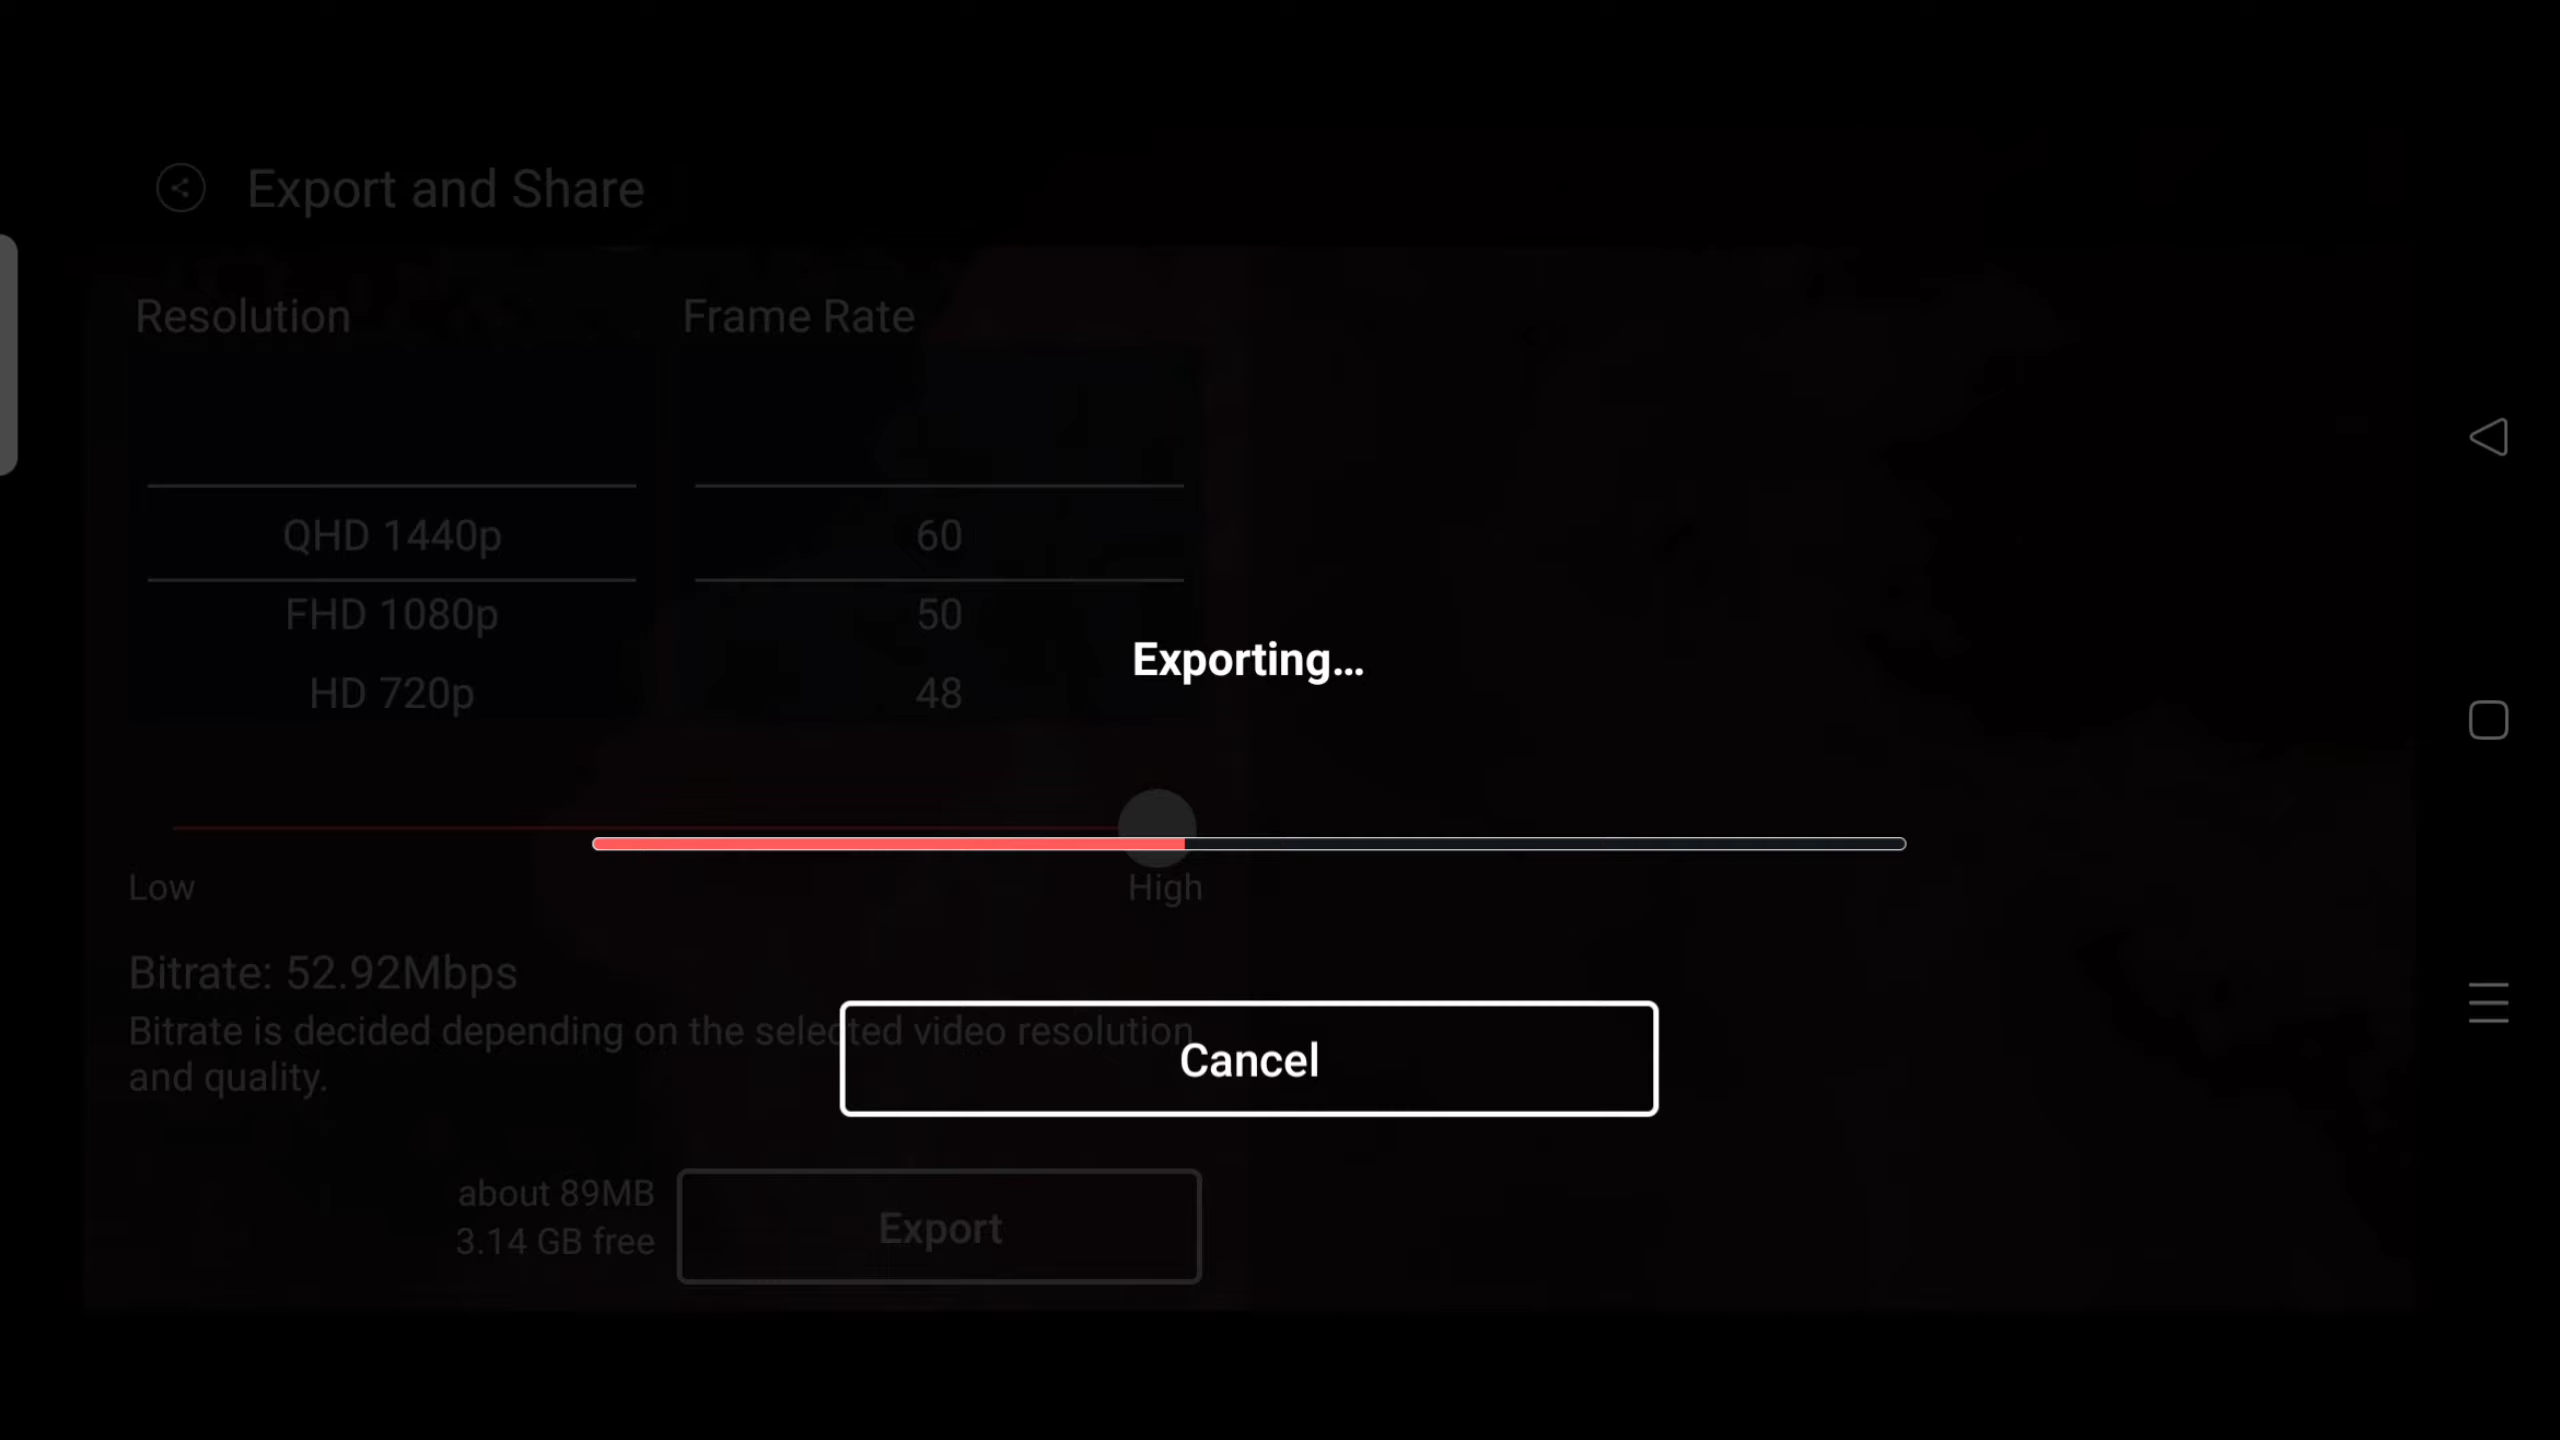 Export and Share
Resolution
Frame Rate
QHD 1440p
60
FHD 1080p
50
HD 720p
48
Exporting...
Low
High
Bitrate: 52.92Mbps
Bitrate is decided depending on the selected video resolution
and quality.
Cancel
about 89MB
3.14 GB free
Export